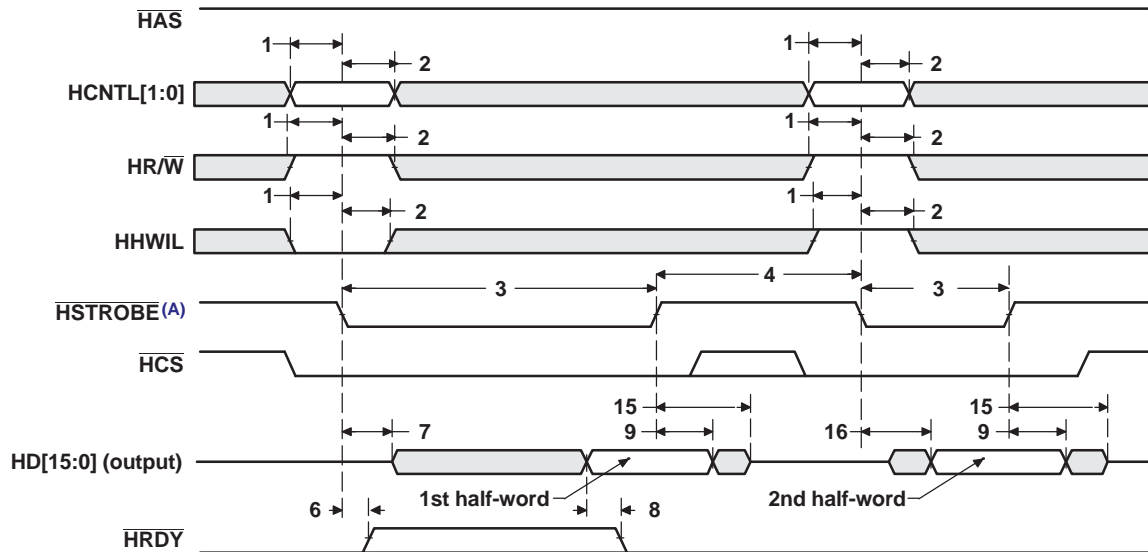 HAS
1 1
2 2
HCNTL[1:0]
1 1
HR/W 2 2
1 1
2 2
HHWIL
4
3 3
HSTROBE(A)
HCS
15 15
7 9 16 9
HD[15:0] (output)
1st half-word 2nd half-word
6 8
HRDY